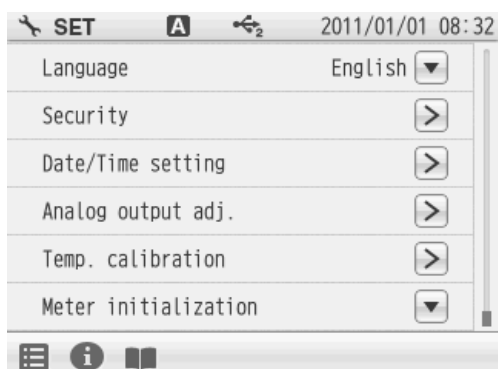 SET A 2 2011/01/01 08:32
Language English
Security
Date/Time setting
Analog output adj.
Temp. calibration
Meter initialization